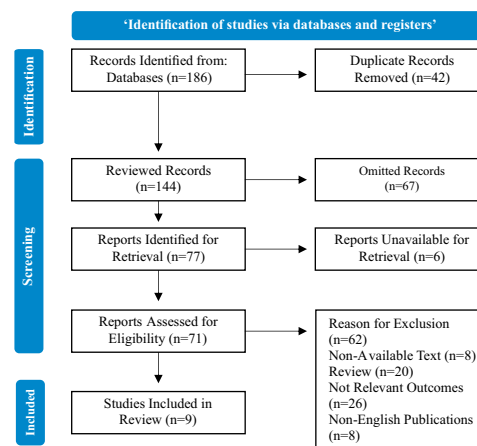 ‘Identification of studies via databases and registers’
Identification
Records Identified from:
Databases (n=186)
Duplicate Records
Removed (n=42)
Screening
Reviewed Records
(n=144)
Omitted Records
(n=67)
Reports Identified for
Retrieval (n=77)
Reports Unavailable for
Retrieval (n=6)
Reports Assessed for
Eligibility (n=71)
Reason for Exclusion
(n=62)
Non-Available Text (n=8)
Review (n=20)
Not Relevant Outcomes
(n=26)
Non-English Publications
(n=8)
Included
Studies Included in
Review (n=9)